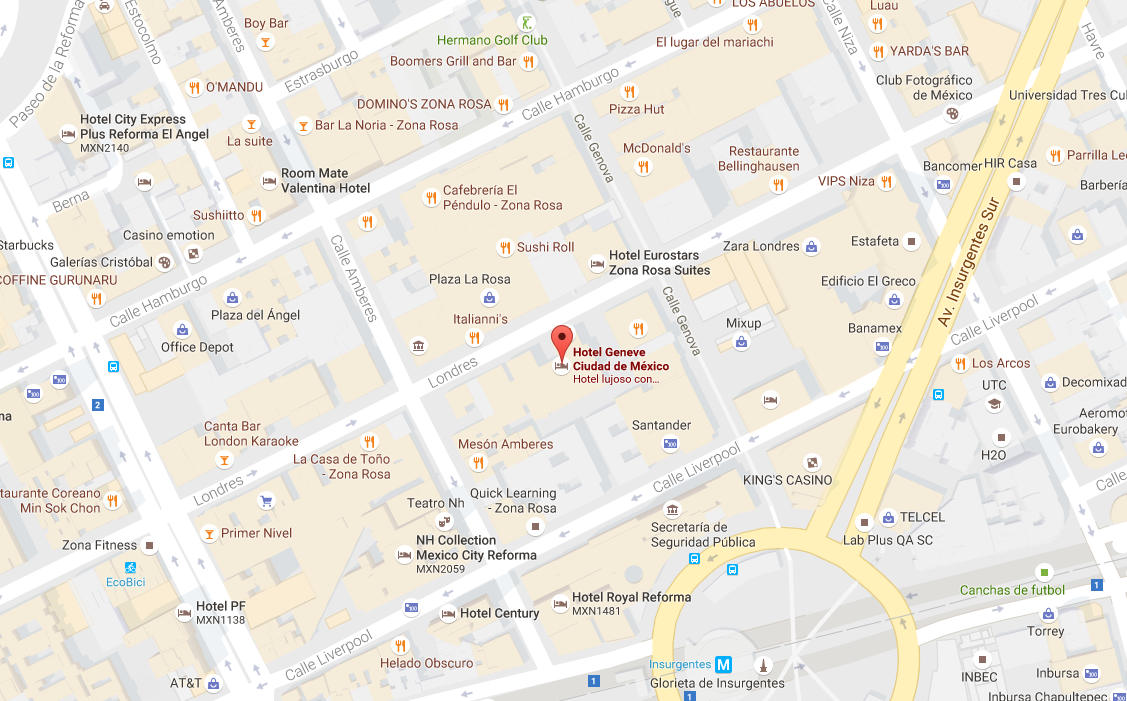 LOS ABUELOS
Luau
Boy Bar
Paseo de la Reforma
Estocolmo
Amberes
Estrasburgo
Hermano Golf Club
Boomers Grill and Bar
El lugar del mariachi
Calle Niza
YARDA'S BAR
Havre
O'MANDU
DOMINO'S ZONA ROSA
Calle Hamburgo
Pizza Hut
Club Fotográfico
de México
Universidad Tres Cul
Hotel City Express
Plus Reforma El Angel
MXN2140
La suite
Bar La Noria - Zona Rosa
Calle Genova
McDonald's
Restaurante
Bellinghausen
Bancomer
HIR Casa
Parrilla Leo
Room Mate
Valentina Hotel
VIPS Niza
Barbería
Berna
Cafebrería El
Péndulo - Zona Rosa
Sushiitto
Casino emotion
Starbucks
Galerías Cristóbal
Sushi Roll
Hotel Eurostars
Zona Rosa Suites
Zara Londres
Estafeta
Av. Insurgentes Sur
COFFINE GURUNARU
Calle Hamburgo
Plaza del Ángel
Calle Amberes
Plaza La Rosa
Edificio El Greco
Italianni's
Calle Genova
Mixup
Banamex
Calle Liverpool
Office Depot
Hotel Geneve
Ciudad de México
Hotel lujoso con...
Londres
Los Arcos
UTC
Decomixad
2
Aeromot
Eurobakery
Canta Bar
London Karaoke
Santander
La Casa de Toño
- Zona Rosa
Mesón Amberes
H2O
Calle Liverpool
KING'S CASINO
Calle
Londres
taurante Coreano
Min Sok Chon
Teatro Nh
Quick Learning
- Zona Rosa
Primer Nivel
Secretaría de
Seguridad Pública
TELCEL
Lab Plus QA SC
Zona Fitness
NH Collection
Mexico City Reforma
MXN2059
EcoBici
Canchas de futbol
1
Hotel PF
MXN1138
Hotel Century
Hotel Royal Reforma
MXN1481
Torrey
Calle Liverpool
Helado Obscuro
Insurgentes
M
Glorieta de Insurgentes
AT&T
1
1
INBEC
Inbursa
Inbursa Chapultepec